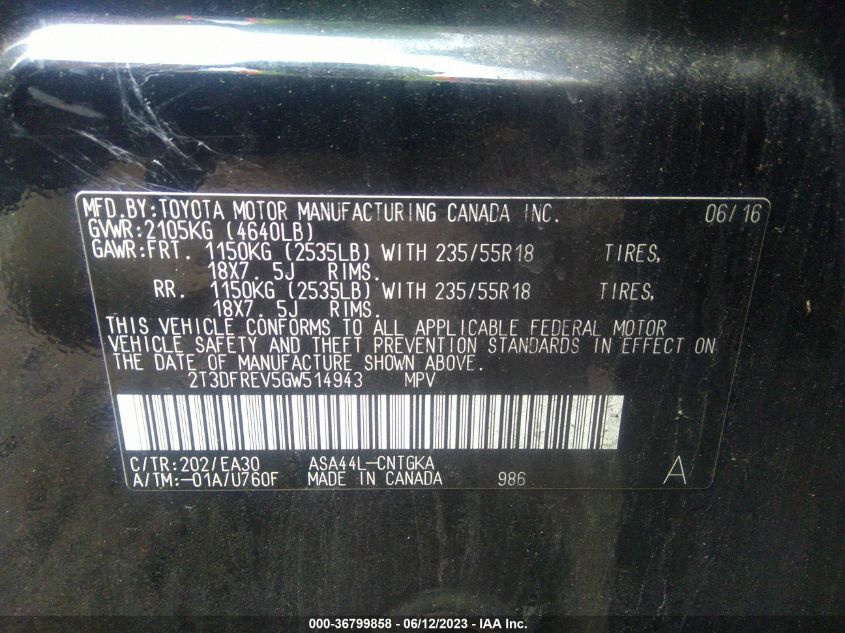 MFD.BY:TOYOTA MOTOR MANUFACTURING CANADA INC. 06/16
GVWR:2105KG (4640LB)
GAWR:FRT. 1150KG (2535LB) WITH 235/55R18 TIRES,
18X7. 5J RIMS.
RR. 1150KG (2535LB) WITH 235/55R18 TIRES,
18X7. 5J RIMS.
THIS VEHICLE CONFORMS TO ALL APPLICABLE FEDERAL MOTOR
VEHICLE SAFETY AND THEFT PREVENTION STANDARDS IN EFFECT ON
THE DATE OF MANUFACTURE SHOWN ABOVE.
2T3DFREV5GW514943 MPV
C/TR:202/EA30 ASA44L-CNTGKA
A/TM:-01A/U760F MADE IN CANADA 986 A
000-36799858 - 06/12/2023 - IAA Inc.